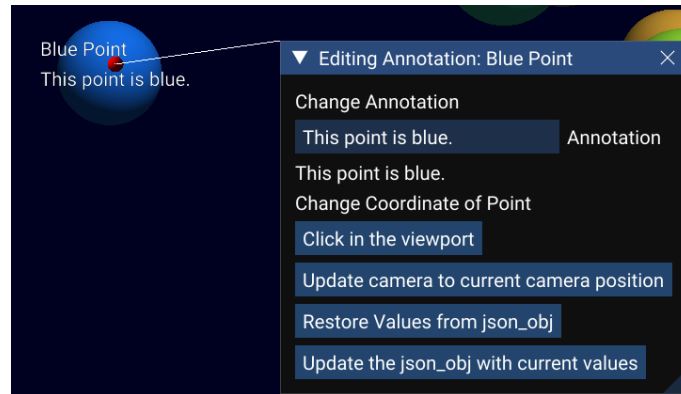 Blue Point
This point is blue.
Editing Annotation: Blue Point
Change Annotation
This point is blue. Annotation
This point is blue.
Change Coordinate of Point
Click in the viewport
Update camera to current camera position
Restore Values from json_obj
Update the json_obj with current values